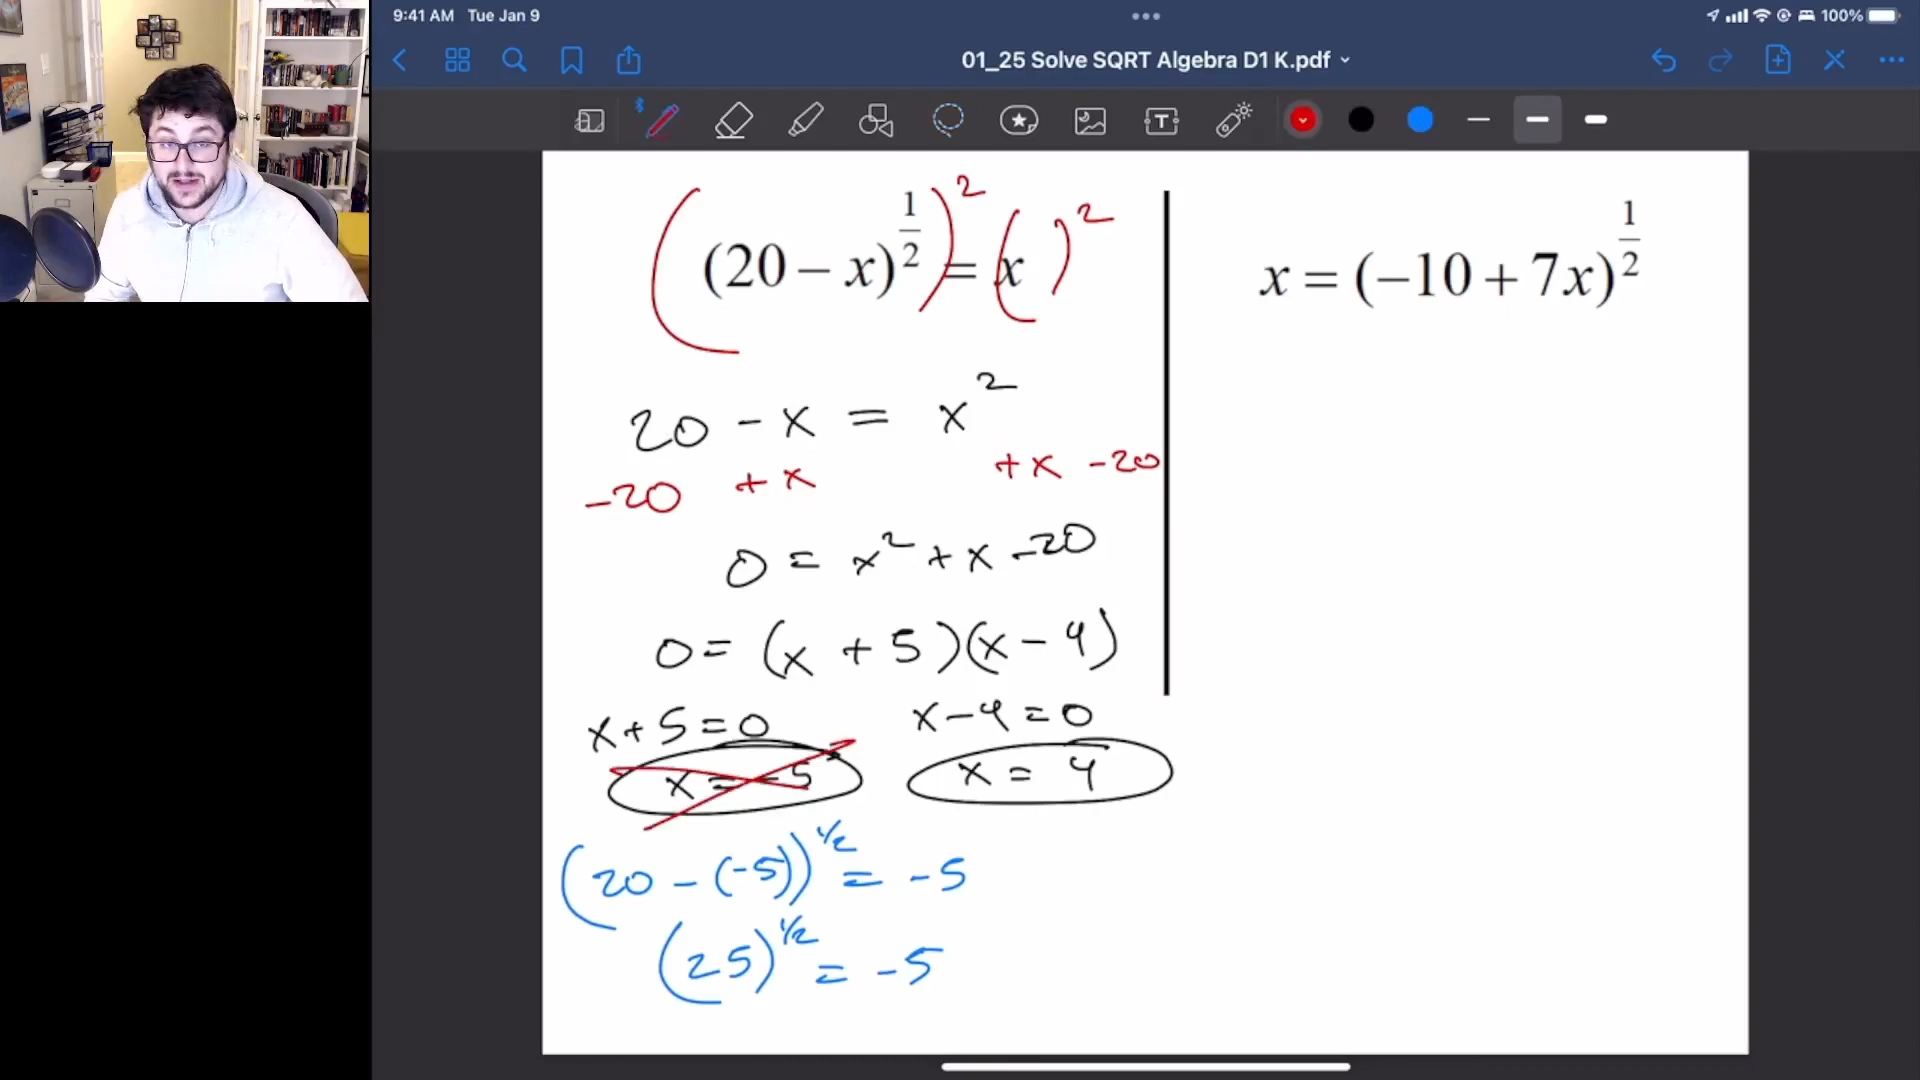 9:41 AM Tue Jan 9
100%
01_25 Solve SQRT Algebra D1 K.pdf
((20 − x)^(1/2))^2 = (x)^2
20 - x = x^2
-20 + x + x - 20
0 = x^2 + x - 20
0 = (x + 5)(x - 4)
x + 5 = 0 x - 4 = 0
x = -5 x = 4
(20 - (-5))^1/2 = -5
(25)^1/2 = -5
x = (−10 + 7x)^(1/2)